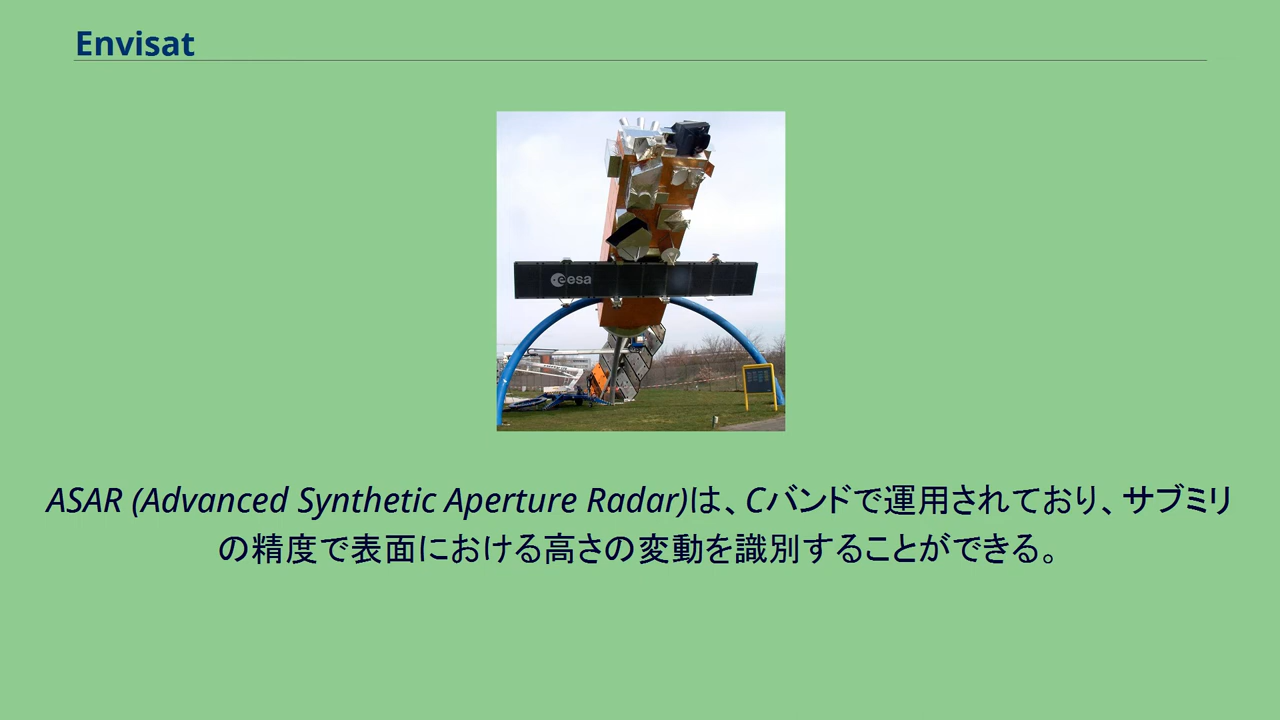 Envisat
esa
ASAR (Advanced Synthetic Aperture Radar)は、Cバンドで運用されており、サブミリ
の精度で表面における高さの変動を識別することができる。